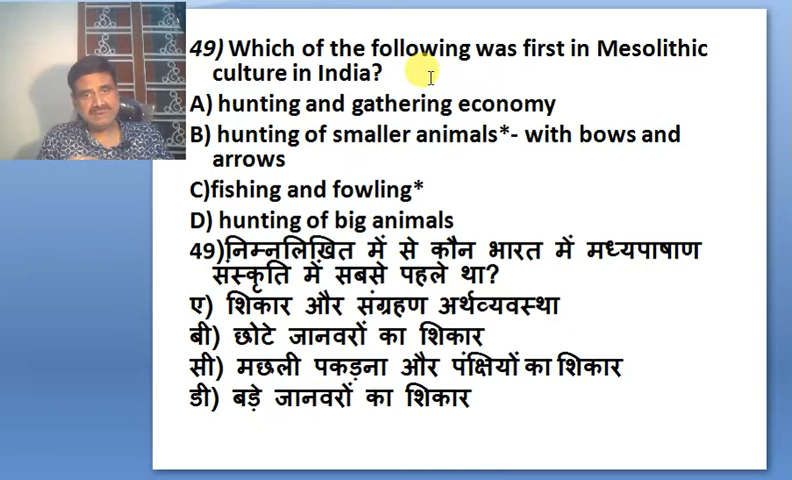 49) Which of the following was first in Mesolithic
culture in India?
A) hunting and gathering economy
B) hunting of smaller animals*- with bows and
arrows
C)fishing and fowling*
D) hunting of big animals
49)निम्नलिखित में से कौन भारत में मध्यपाषाण
संस्कृति में सबसे पहले था?
ए) शिकार और संग्रहण अर्थव्यवस्था
बी) छोटे जानवरों का शिकार
सी) मछली पकड़ना और पंक्षियों का शिकार
डी) बड़े जानवरों का शिकार